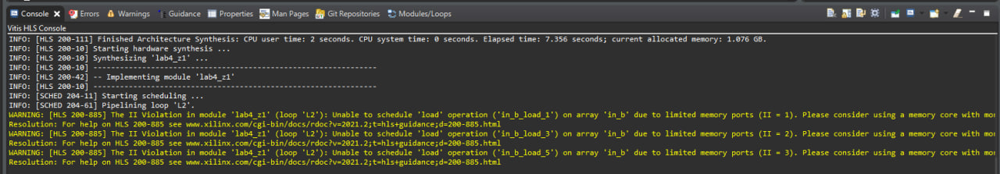 Console
Errors
Warnings
Guidance
Properties
Man Pages
Git Repositories
Modules/Loops
Vitis HLS Console
INFO: [HLS 200-111] Finished Architecture Synthesis: CPU user time: 2 seconds. CPU system time: 0 seconds. Elapsed time: 7.356 seconds; current allocated memory: 1.076 GB.
INFO: [HLS 200-10] Starting hardware synthesis ...
INFO: [HLS 200-10] Synthesizing 'lab4_z1' ...
INFO: [HLS 200-10] ----------------------------------------------------------------
INFO: [HLS 200-42] -- Implementing module 'lab4_z1'
INFO: [HLS 200-10] ----------------------------------------------------------------
INFO: [SCHED 204-11] Starting scheduling ...
INFO: [SCHED 204-61] Pipelining loop 'L2'.
WARNING: [HLS 200-885] The II Violation in module 'lab4_z1' (loop 'L2'): Unable to schedule 'load' operation ('in_b_load_1') on array 'in_b' due to limited memory ports (II = 1). Please consider using a memory core with mor
Resolution: For help on HLS 200-885 see www.xilinx.com/cgi-bin/docs/rdoc?v=2021.2;t=hls+guidance;d=200-885.html
WARNING: [HLS 200-885] The II Violation in module 'lab4_z1' (loop 'L2'): Unable to schedule 'load' operation ('in_b_load_3') on array 'in_b' due to limited memory ports (II = 2). Please consider using a memory core with mor
Resolution: For help on HLS 200-885 see www.xilinx.com/cgi-bin/docs/rdoc?v=2021.2;t=hls+guidance;d=200-885.html
WARNING: [HLS 200-885] The II Violation in module 'lab4_z1' (loop 'L2'): Unable to schedule 'load' operation ('in_b_load_5') on array 'in_b' due to limited memory ports (II = 3). Please consider using a memory core with mor
Resolution: For help on HLS 200-885 see www.xilinx.com/cgi-bin/docs/rdoc?v=2021.2;t=hls+guidance;d=200-885.html